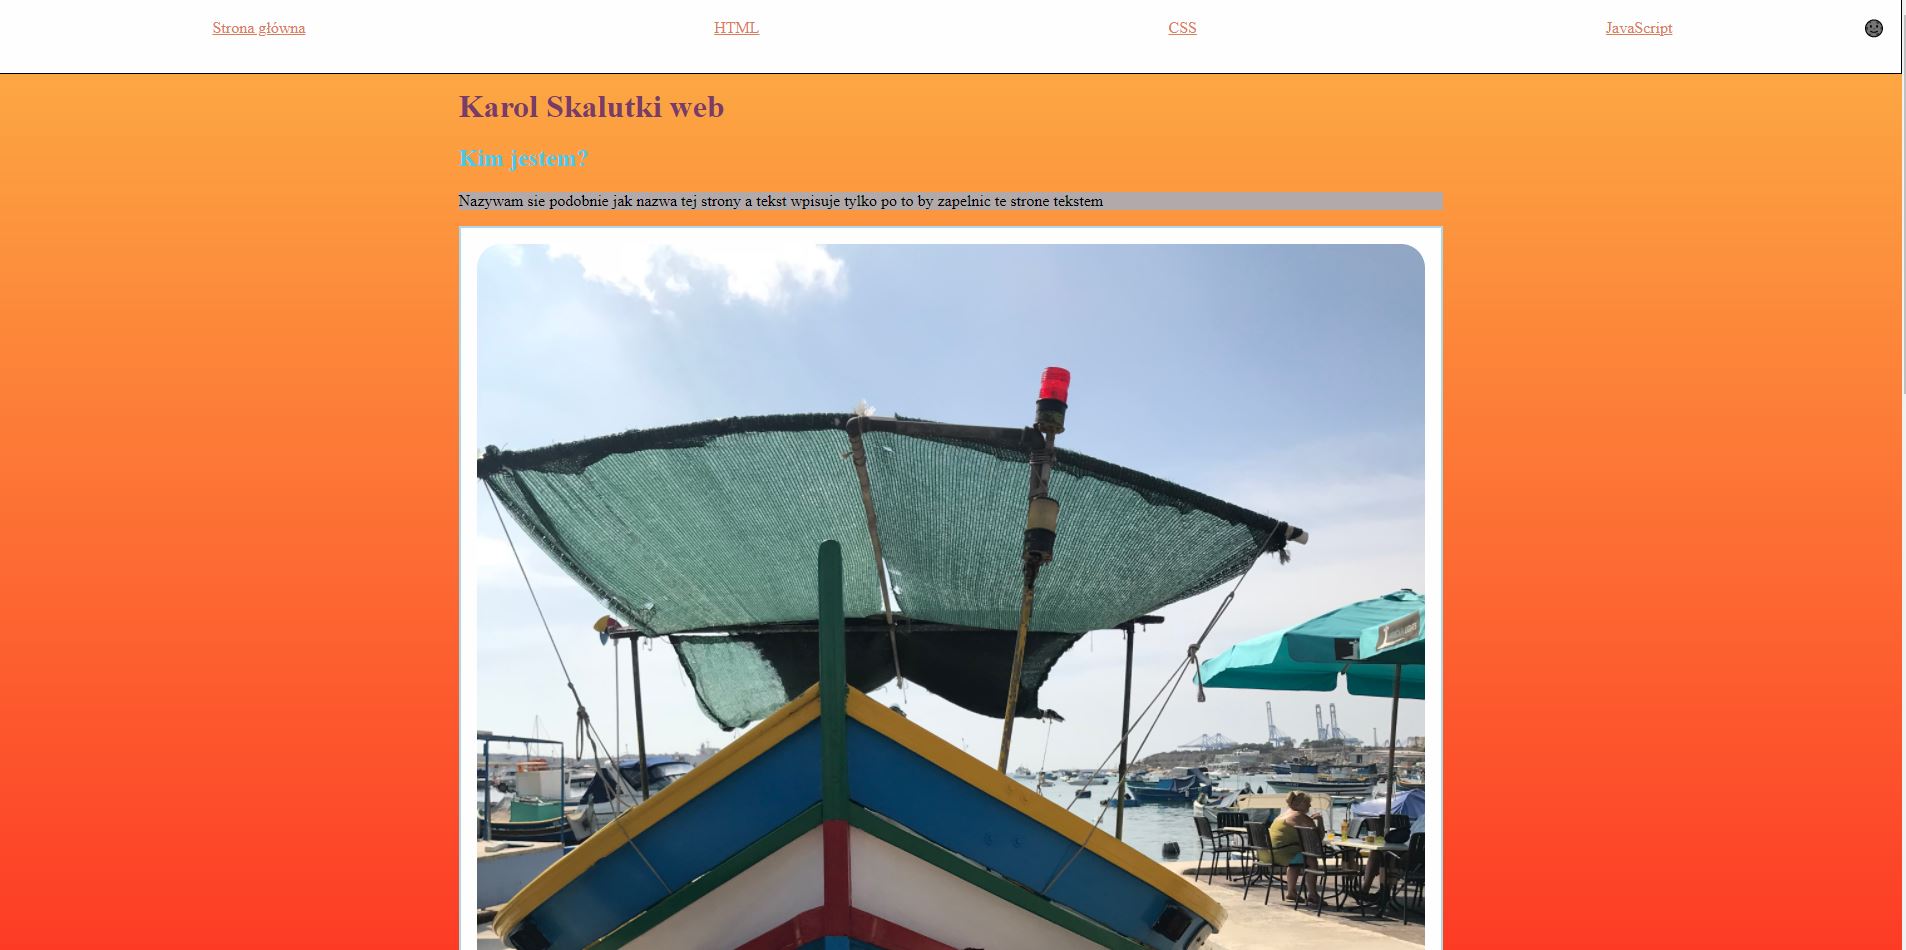 Strona główna
HTML
CSS
JavaScript
Karol Skalutki web
Kim jestem?
Nazywam sie podobnie jak nazwa tej strony a tekst wpisuje tylko po to by zapelnic te strone tekstem